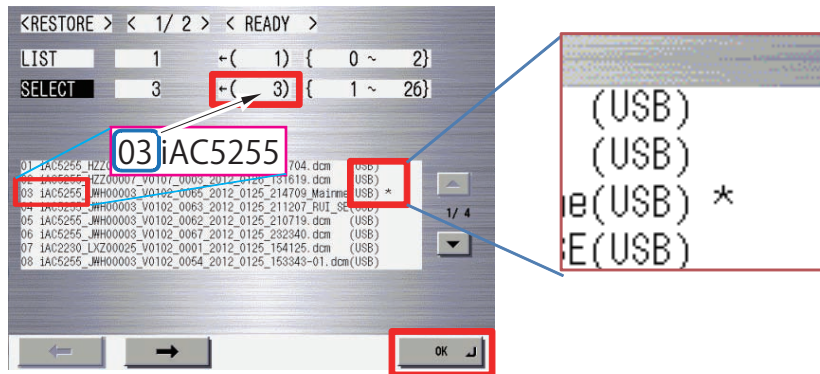 <RESTORE > < 1/ 2 > < READY >
LIST 1 ←( 1) { 0 ~ 2}
SELECT 3 ←( 3) { 1 ~ 26}
03 iAC5255
704.dcm (USB)
02 iAC5255_HZZ00007_V0107_0003_2012_0126_131619.dcm (USB)
03 iAC5255_JWH00003_V0102_0065_2012_0125_214709_Mainme(USB) *
04 iAC5255_JWH00003_V0102_0063_2012_0125_211207_RUI_SE(USB)
05 iAC5255_JWH00003_V0102_0062_2012_0125_210719.dcm (USB)
06 iAC5255_JWH00003_V0102_0067_2012_0125_232340.dcm (USB)
07 iAC2230_LXZ00025_V0102_0001_2012_0125_154125.dcm (USB)
08 iAC5255_JWH00003_V0102_0054_2012_0125_153343-01.dcm(USB)
1/ 4
← → OK
(USB)
(USB)
e(USB) *
SE(USB)